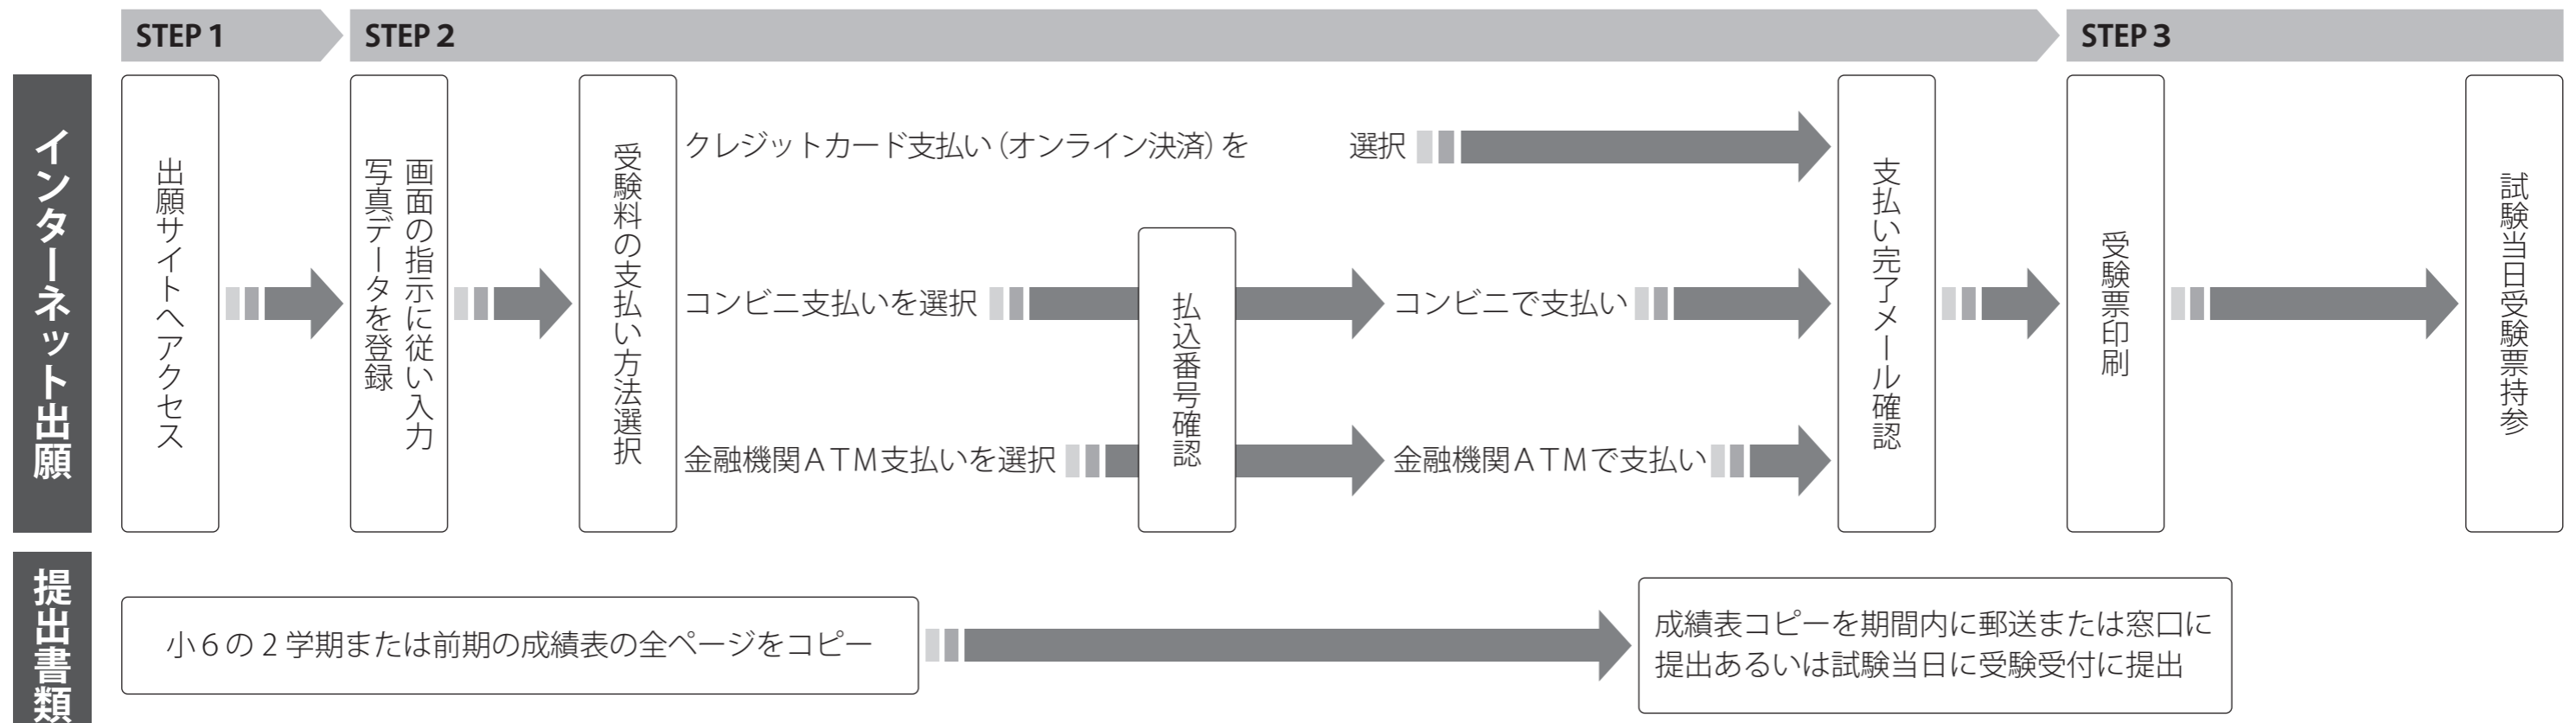 STEP 1
STEP 2
STEP 3
インターネット出願
出願サイトへアクセス
画面の指示に従い入力
写真データを登録
受験料の支払い方法選択
クレジットカード支払い（オンライン決済）を 選択
コンビニ支払いを選択
金融機関ＡＴＭ支払いを選択
払込番号確認
コンビニで支払い
金融機関ＡＴＭで支払い
支払い完了メール確認
受験票印刷
試験当日受験票持参
提出書類
小６の２学期または前期の成績表の全ページをコピー
成績表コピーを期間内に郵送または窓口に
提出あるいは試験当日に受験受付に提出